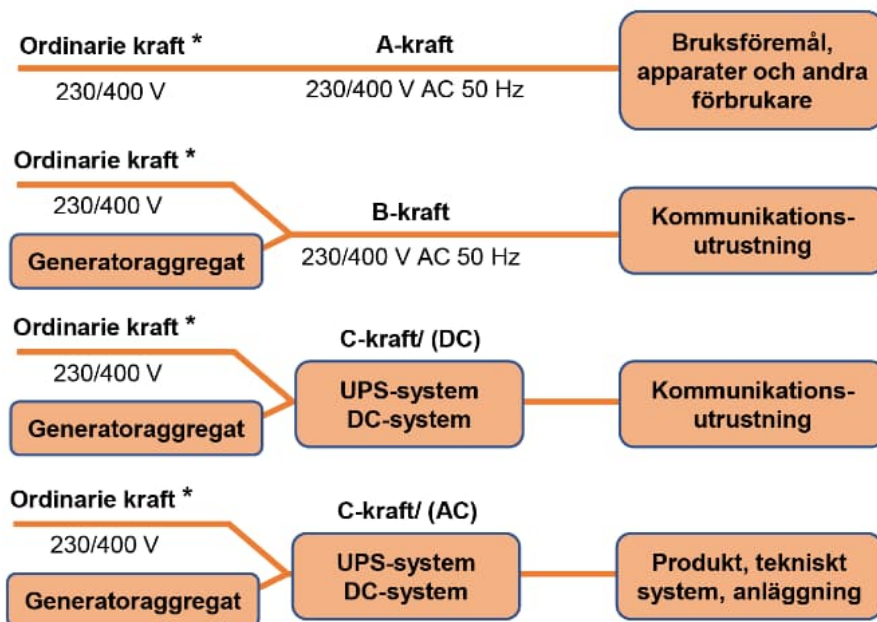 Ordinarie kraft *
230/400 V
A-kraft
230/400 V AC 50 Hz
Bruksföremål,
apparater och andra
förbrukare
Ordinarie kraft *
230/400 V
Generatoraggregat
B-kraft
230/400 V AC 50 Hz
Kommunikations-
utrustning
Ordinarie kraft *
230/400 V
Generatoraggregat
C-kraft/ (DC)
UPS-system
DC-system
Kommunikations-
utrustning
Ordinarie kraft *
230/400 V
Generatoraggregat
C-kraft/ (AC)
UPS-system
DC-system
Produkt, tekniskt
system, anläggning